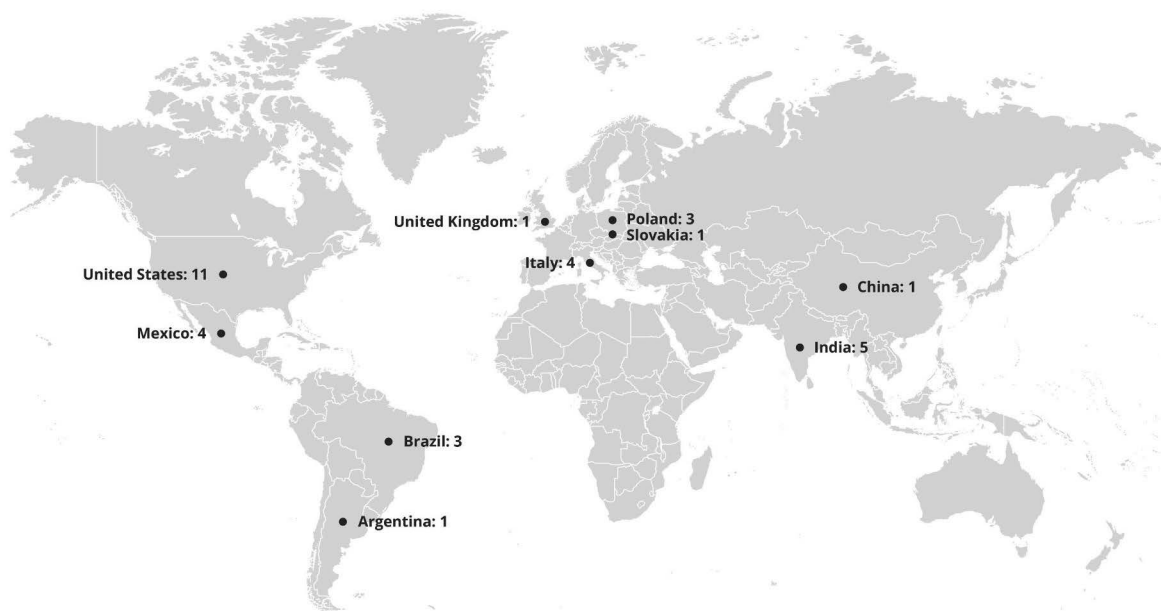 United Kingdom: 1
Poland: 3
Slovakia: 1
Italy: 4
United States: 11
China: 1
Mexico: 4
India: 5
Brazil: 3
Argentina: 1